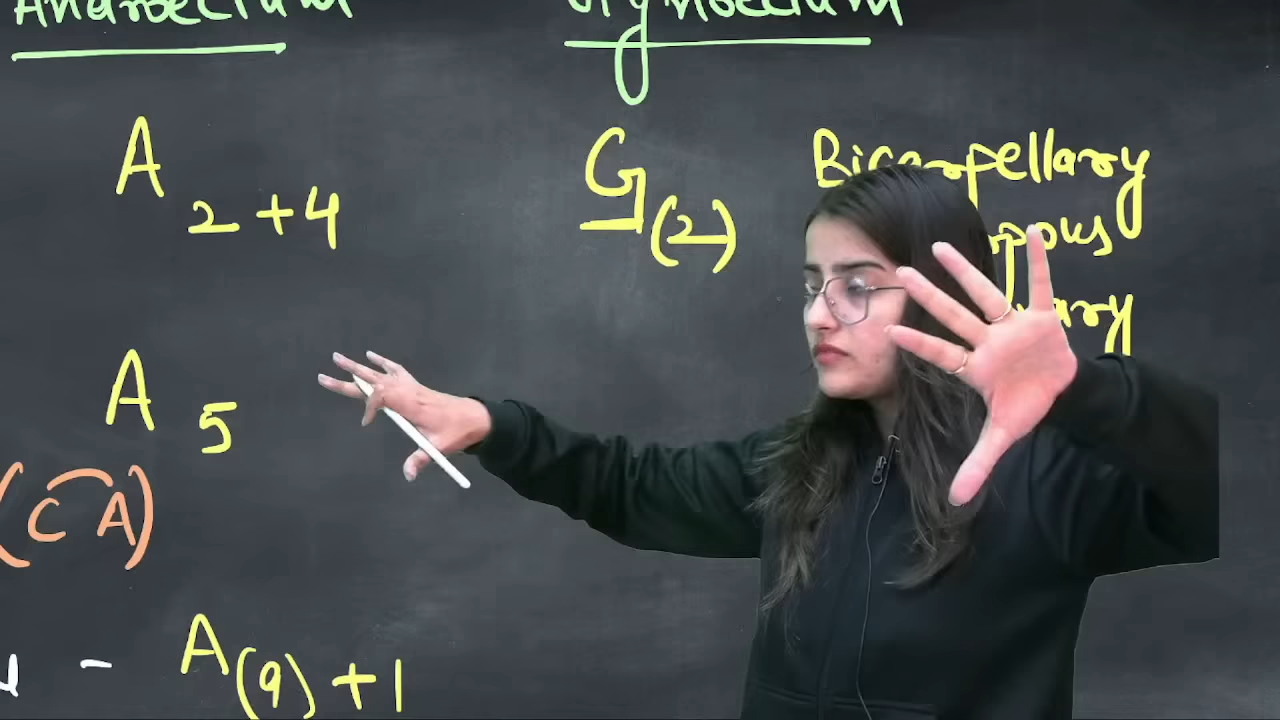 Androecium Gynoecium
A 2 + 4 G (2) Bicarpellary
A 5
(C A)
- A (9) + 1